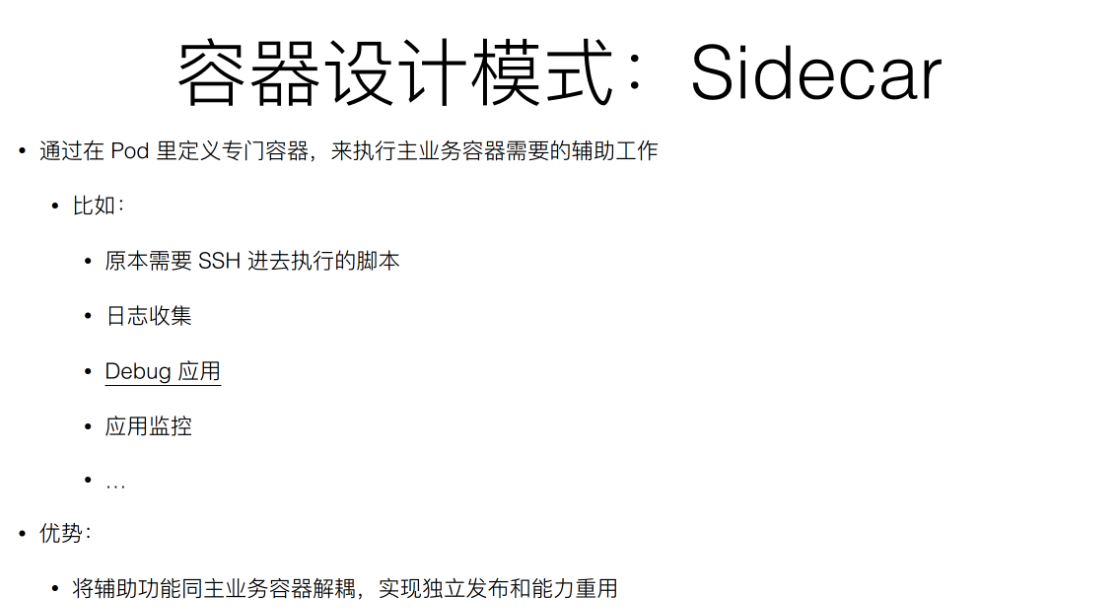 容器设计模式：Sidecar
• 通过在 Pod 里定义专门容器，来执行主业务容器需要的辅助工作
• 比如：
• 原本需要 SSH 进去执行的脚本
• 日志收集
• Debug 应用
• 应用监控
• …
• 优势：
• 将辅助功能同主业务容器解耦，实现独立发布和能力重用